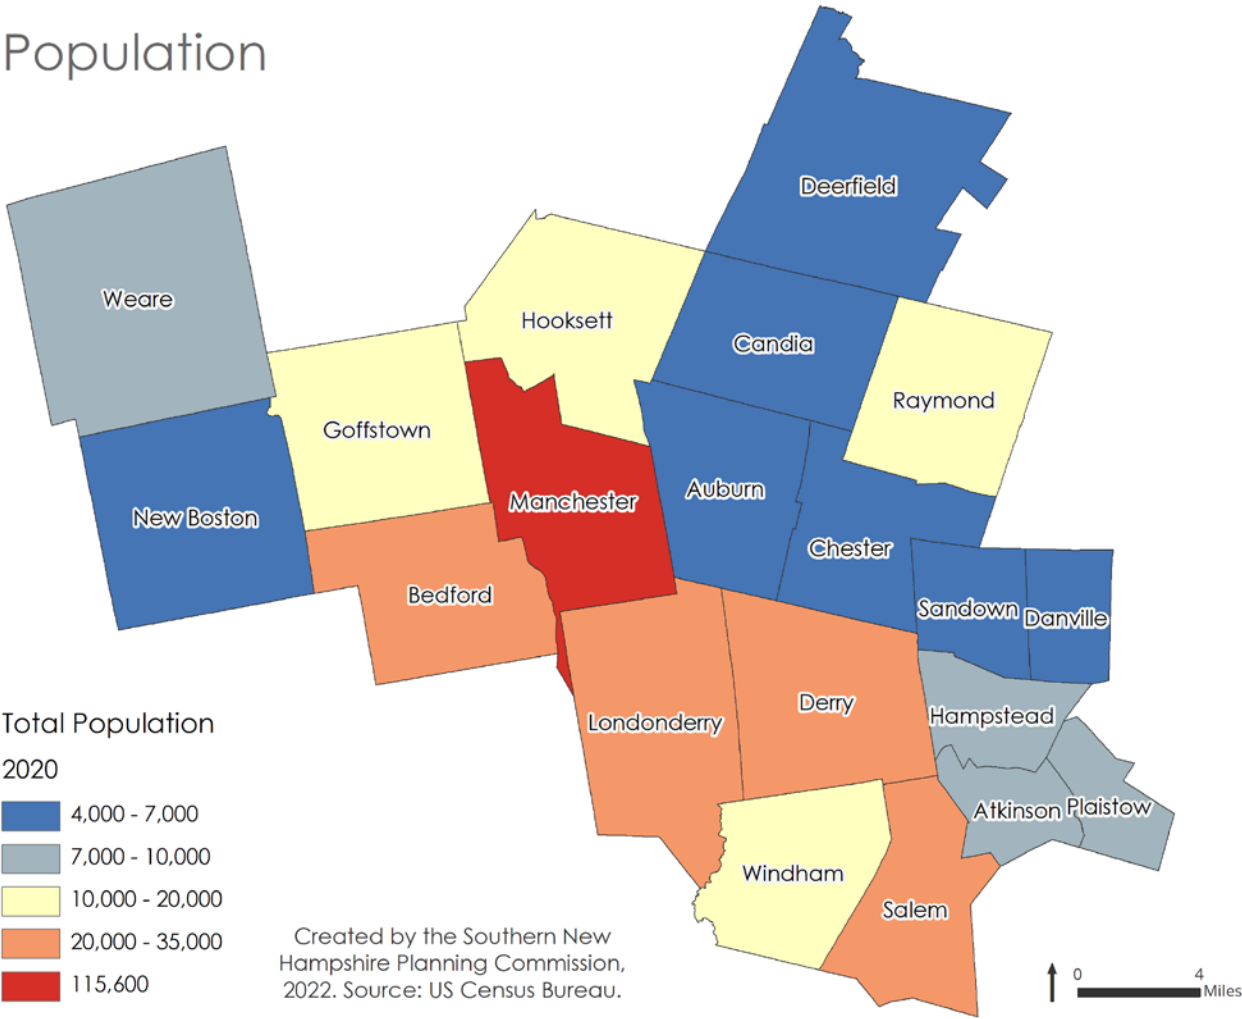 Population
Deerfield
Weare
Hooksett
Candia
Raymond
Goffstown
Auburn
Manchester
New Boston
Chester
Bedford
Sandown
Danville
Derry
Hampstead
Londonderry
Atkinson
Plaistow
Windham
Salem
Total Population
2020
4,000 - 7,000
7,000 - 10,000
10,000 - 20,000
20,000 - 35,000
115,600
Created by the Southern New
Hampshire Planning Commission,
2022. Source: US Census Bureau.
0 4
Miles